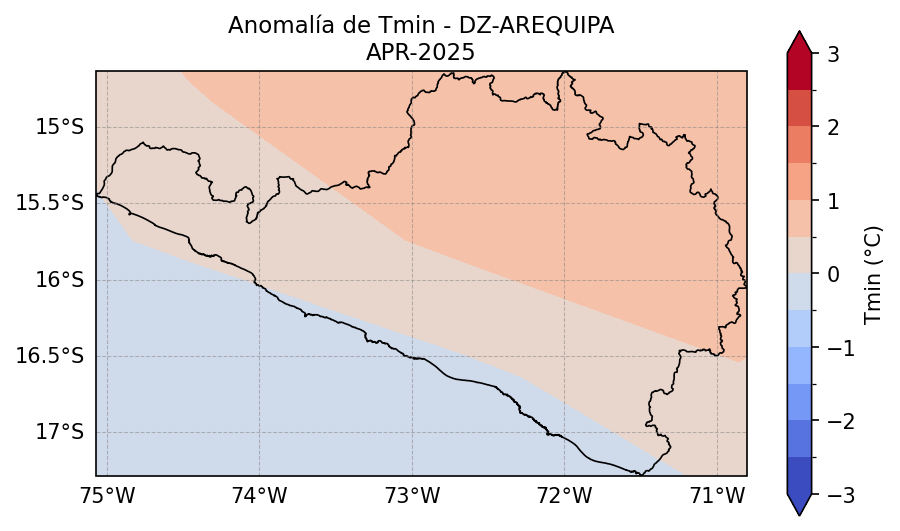 Anomalía de Tmin - DZ-AREQUIPA
APR-2025
15°S
15.5°S
16°S
16.5°S
17°S
75°W 74°W 73°W 72°W 71°W
3
2
1
0
−1
−2
−3
Tmin (°C)